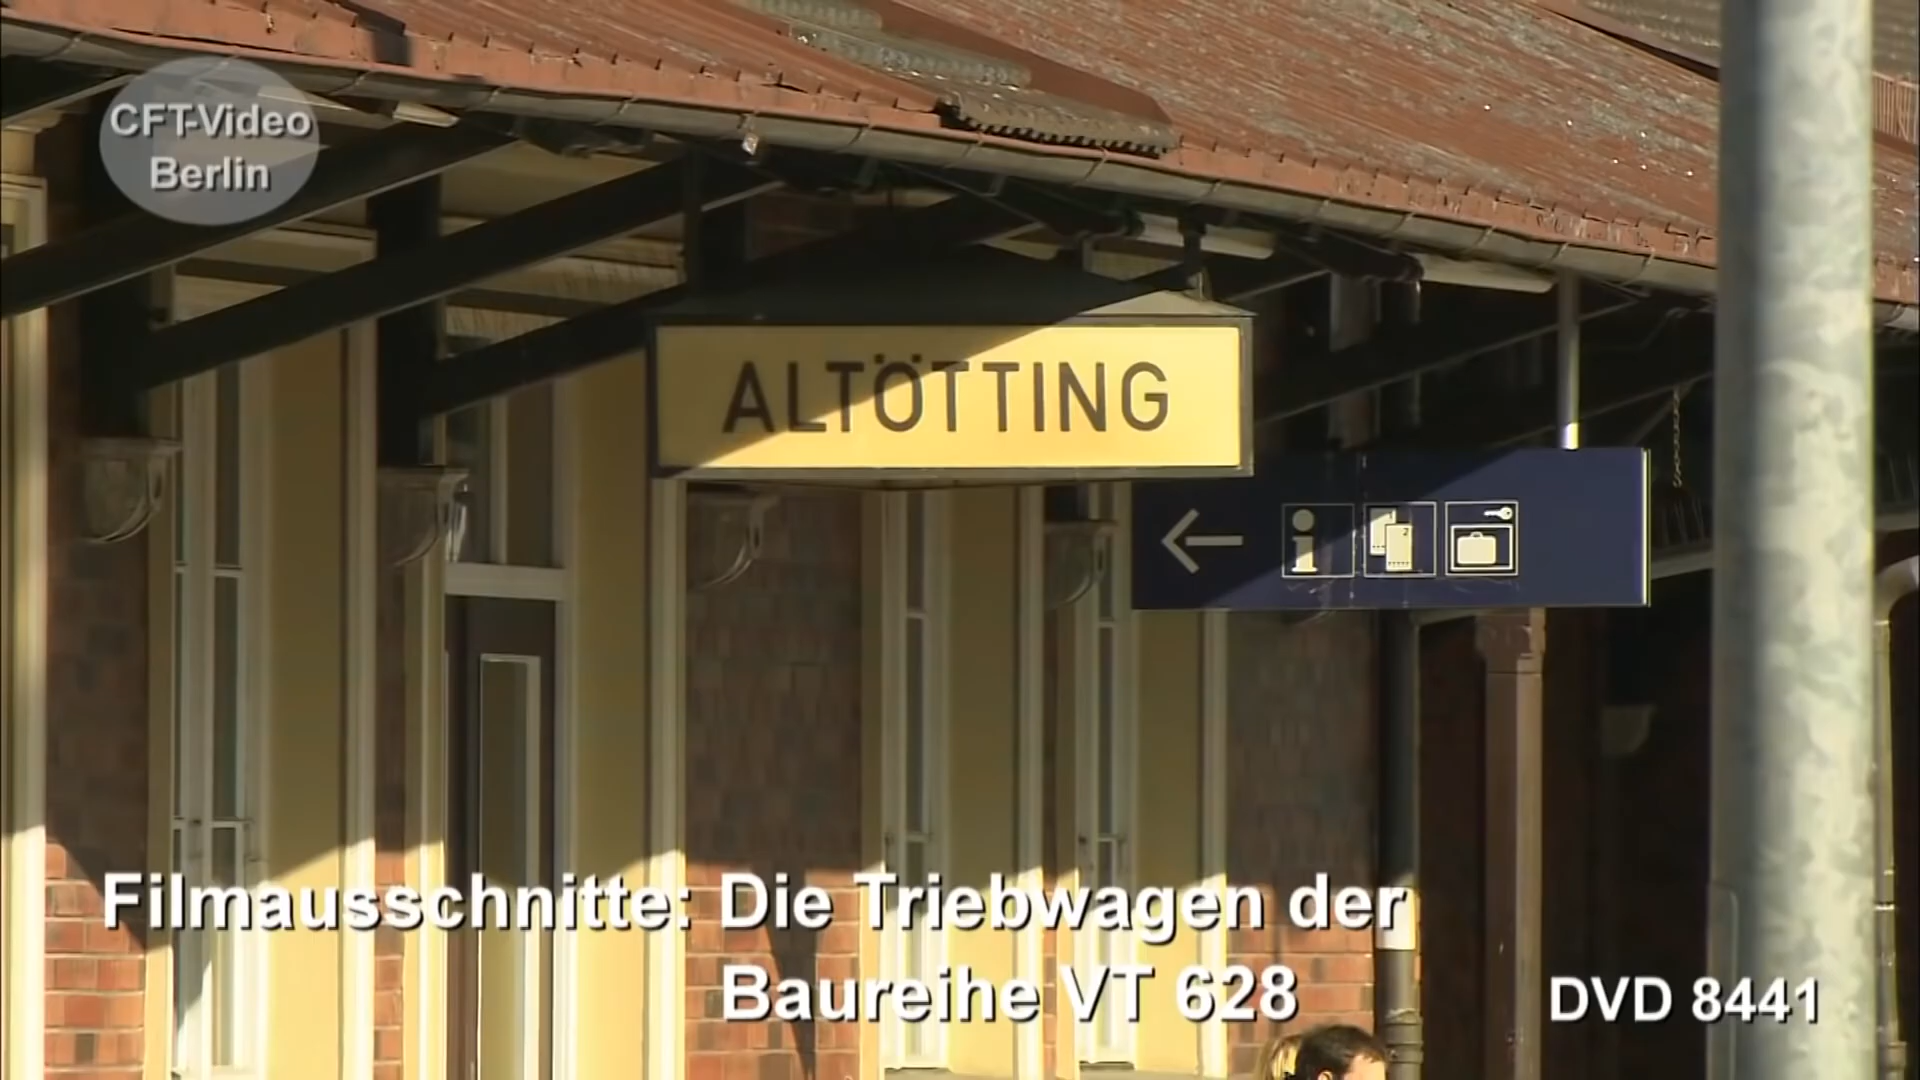 CFT-Video
Berlin
ALTÖTTING
Filmausschnitte: Die Triebwagen der
Baureihe VT 628
DVD 8441